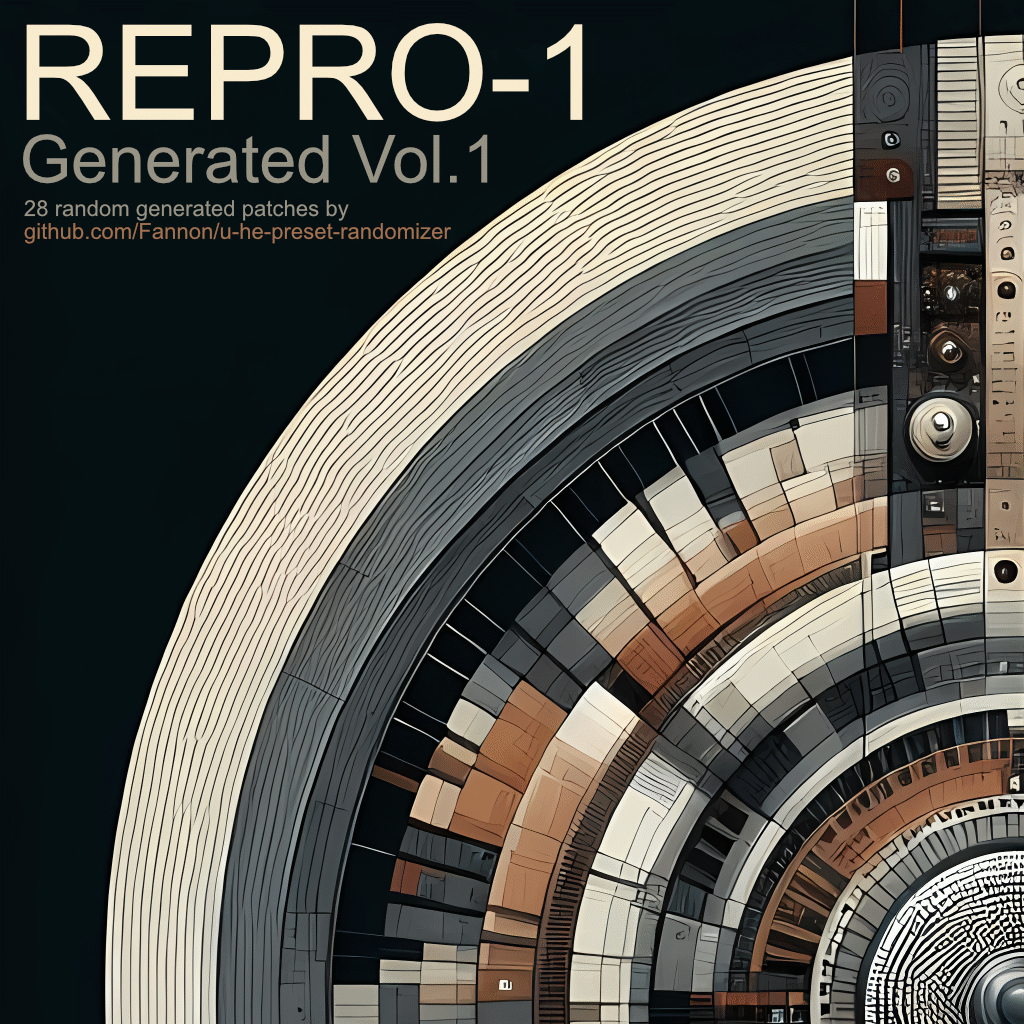 REPRO-1
Generated Vol.1
28 random generated patches by
github.com/Fannon/u-he-preset-randomizer